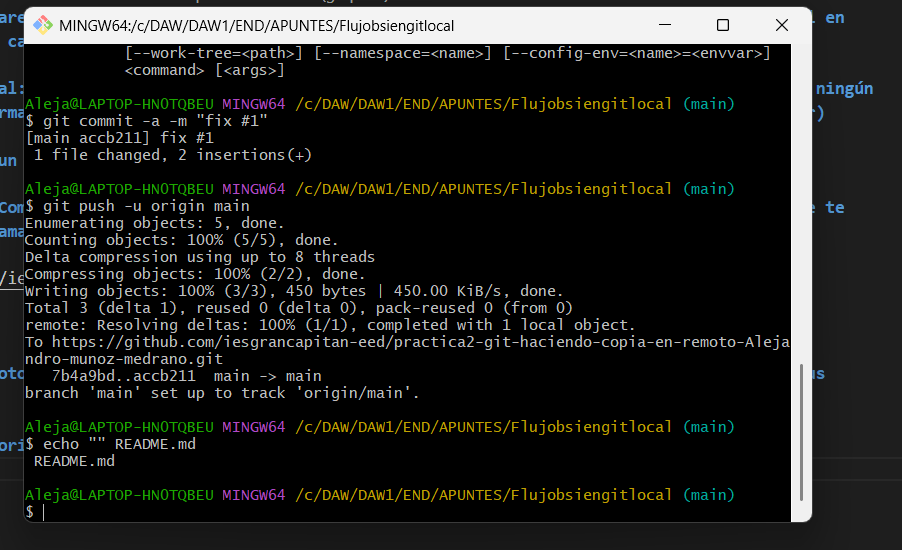 MINGW64:/c/DAW/DAW1/END/APUNTES/Flujobsiengitlocal
[--work-tree=<path>] [--namespace=<name>] [--config-env=<name>=<envvar>]
<command> [<args>]
Aleja@LAPTOP-HN0TQBEU MINGW64 /c/DAW/DAW1/END/APUNTES/Flujobsiengitlocal (main)
$ git commit -a -m "fix #1"
[main accb211] fix #1
1 file changed, 2 insertions(+)
Aleja@LAPTOP-HN0TQBEU MINGW64 /c/DAW/DAW1/END/APUNTES/Flujobsiengitlocal (main)
$ git push -u origin main
Enumerating objects: 5, done.
Counting objects: 100% (5/5), done.
Delta compression using up to 8 threads
Compressing objects: 100% (2/2), done.
Writing objects: 100% (3/3), 450 bytes | 450.00 KiB/s, done.
Total 3 (delta 1), reused 0 (delta 0), pack-reused 0 (from 0)
remote: Resolving deltas: 100% (1/1), completed with 1 local object.
To https://github.com/iesgrancapitan-eed/practica2-git-haciendo-copia-en-remoto-Aleja
ndro-munoz-medrano.git
7b4a9bd..accb211  main -> main
branch 'main' set up to track 'origin/main'.
Aleja@LAPTOP-HN0TQBEU MINGW64 /c/DAW/DAW1/END/APUNTES/Flujobsiengitlocal (main)
$ echo "" README.md
README.md
Aleja@LAPTOP-HN0TQBEU MINGW64 /c/DAW/DAW1/END/APUNTES/Flujobsiengitlocal (main)
$
en
ningún
un
te